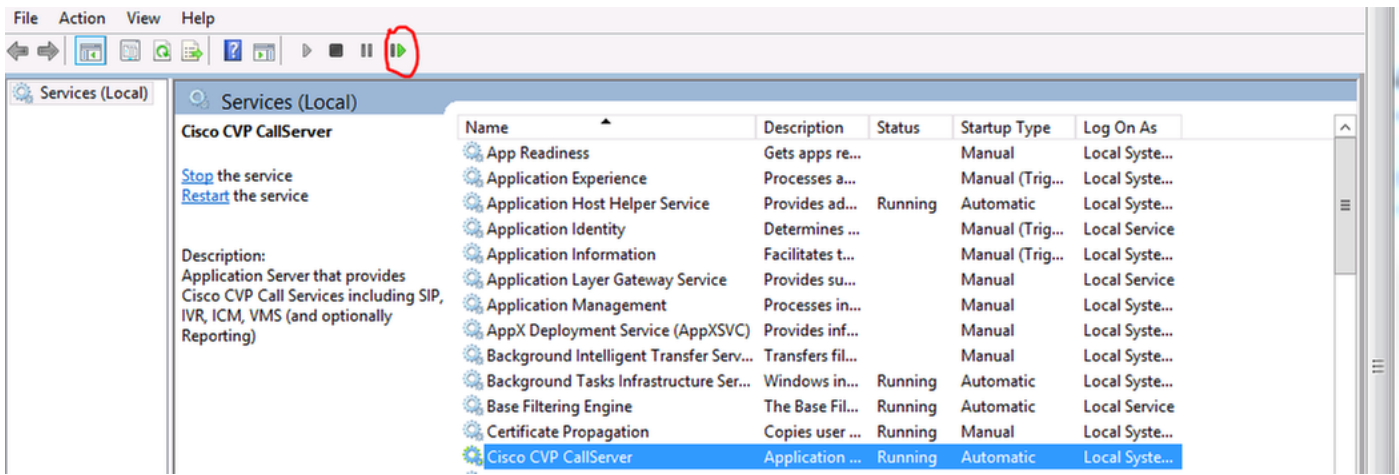 File Action View Help
Services (Local)
Services (Local)
Cisco CVP CallServer
Stop the service
Restart the service
Description:
Application Server that provides
Cisco CVP Call Services including SIP,
IVR, ICM, VMS (and optionally
Reporting)
Name Description Status Startup Type Log On As
App Readiness Gets apps re... Manual Local Syste...
Application Experience Processes a... Manual (Trig... Local Syste...
Application Host Helper Service Provides ad... Running Automatic Local Syste...
Application Identity Determines ... Manual (Trig... Local Service
Application Information Facilitates t... Manual (Trig... Local Syste...
Application Layer Gateway Service Provides su... Manual Local Service
Application Management Processes in... Manual Local Syste...
AppX Deployment Service (AppXSVC) Provides inf... Manual Local Syste...
Background Intelligent Transfer Serv... Transfers fil... Manual Local Syste...
Background Tasks Infrastructure Ser... Windows in... Running Automatic Local Syste...
Base Filtering Engine The Base Fil... Running Automatic Local Service
Certificate Propagation Copies user ... Running Manual Local Syste...
Cisco CVP CallServer Application ... Running Automatic Local Syste...